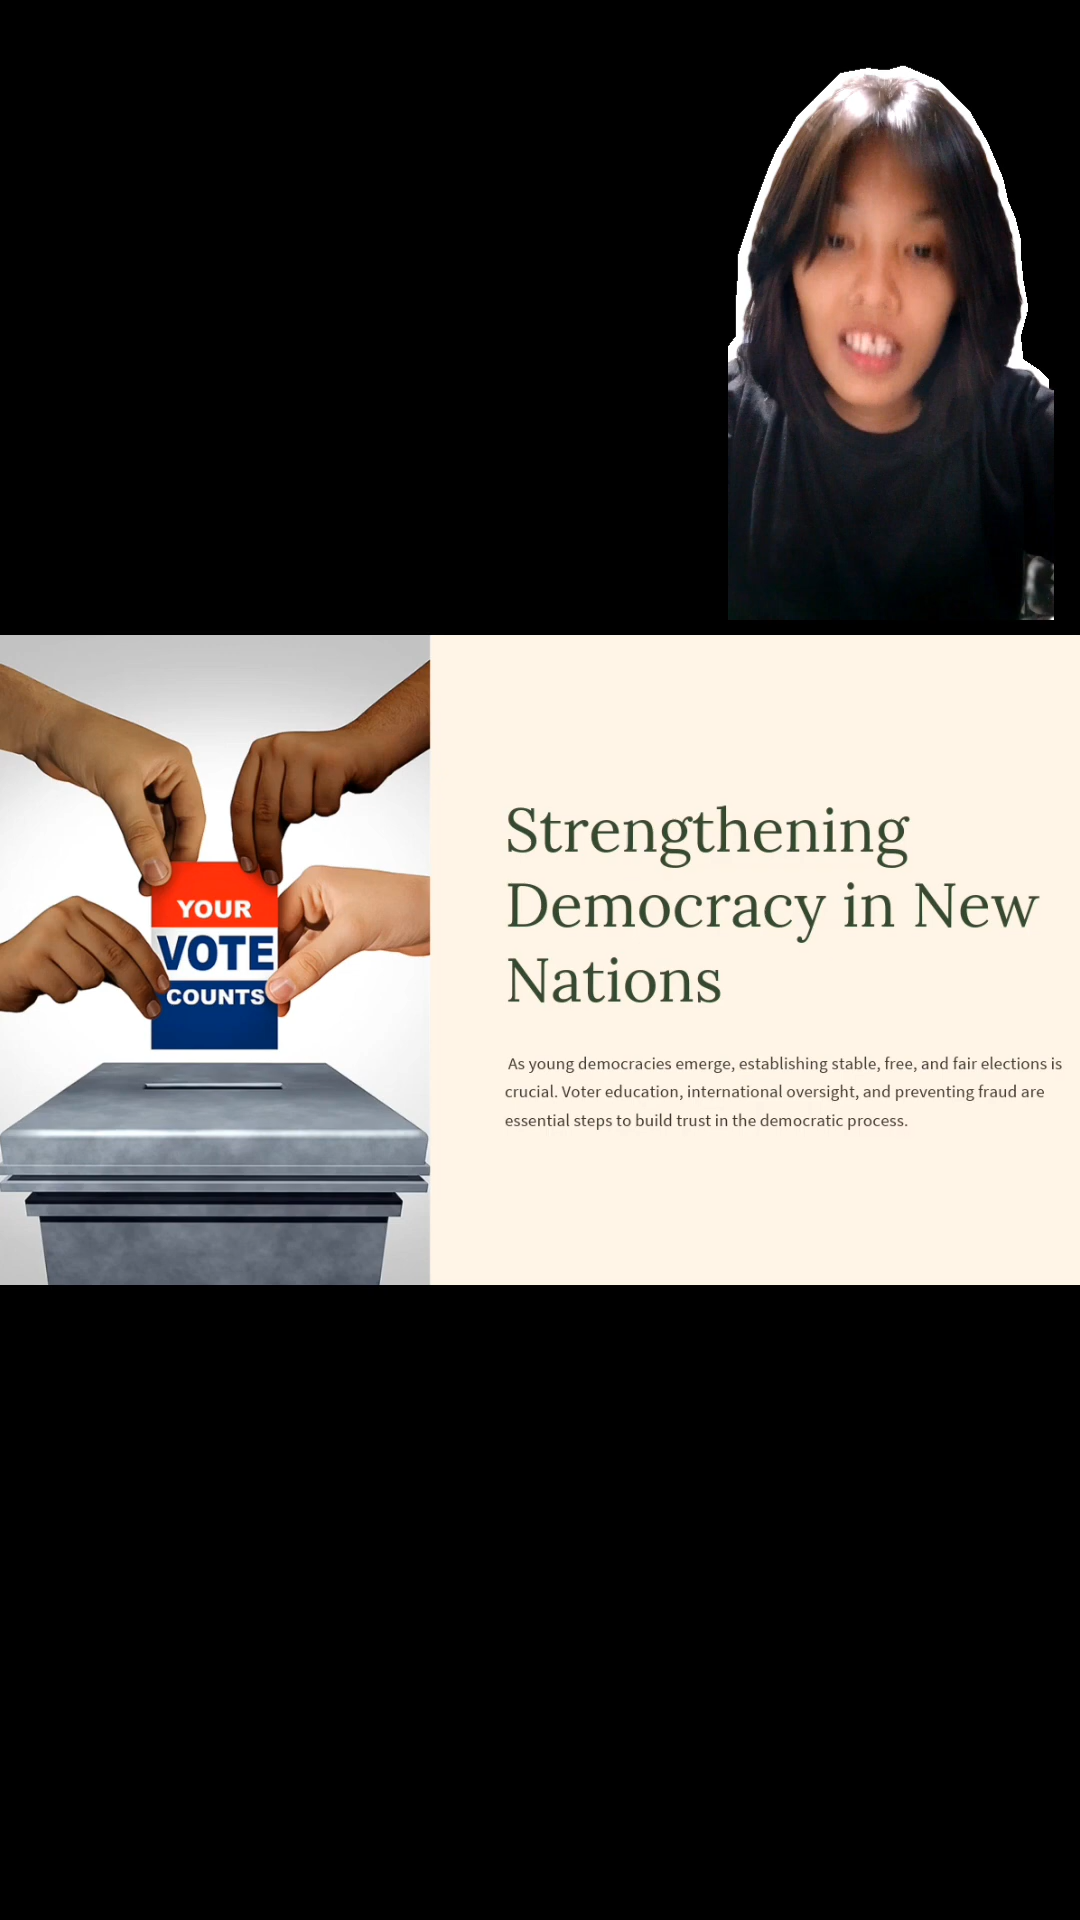 YOUR
VOTE
COUNTS
Strengthening
Democracy in New
Nations
As young democracies emerge, establishing stable, free, and fair elections is
crucial. Voter education, international oversight, and preventing fraud are
essential steps to build trust in the democratic process.